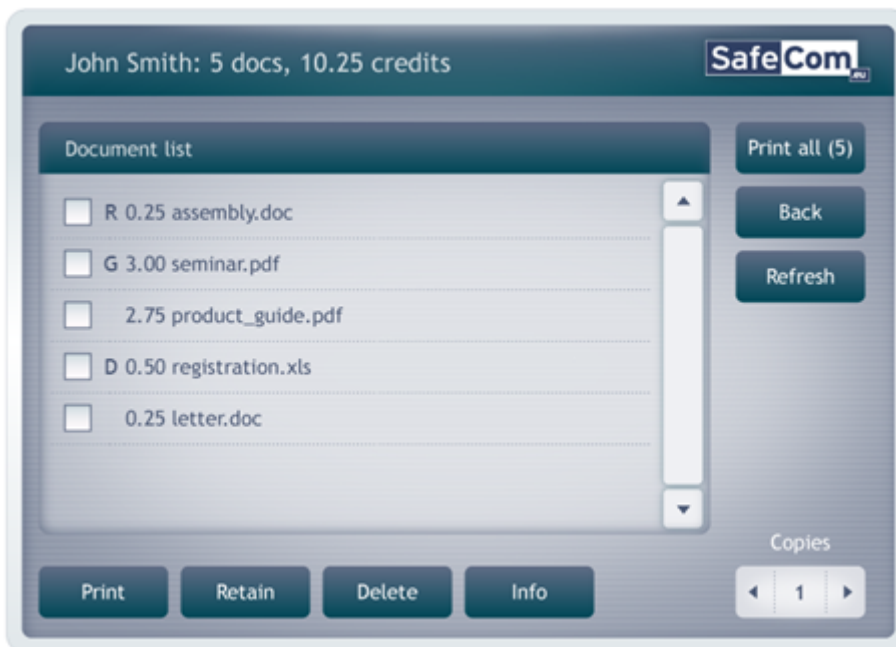 John Smith: 5 docs, 10.25 credits
SafeCom.eu
Document list
Print all (5)
R 0.25 assembly.doc
Back
G 3.00 seminar.pdf
Refresh
2.75 product_guide.pdf
D 0.50 registration.xls
0.25 letter.doc
Copies
Print
Retain
Delete
Info
1